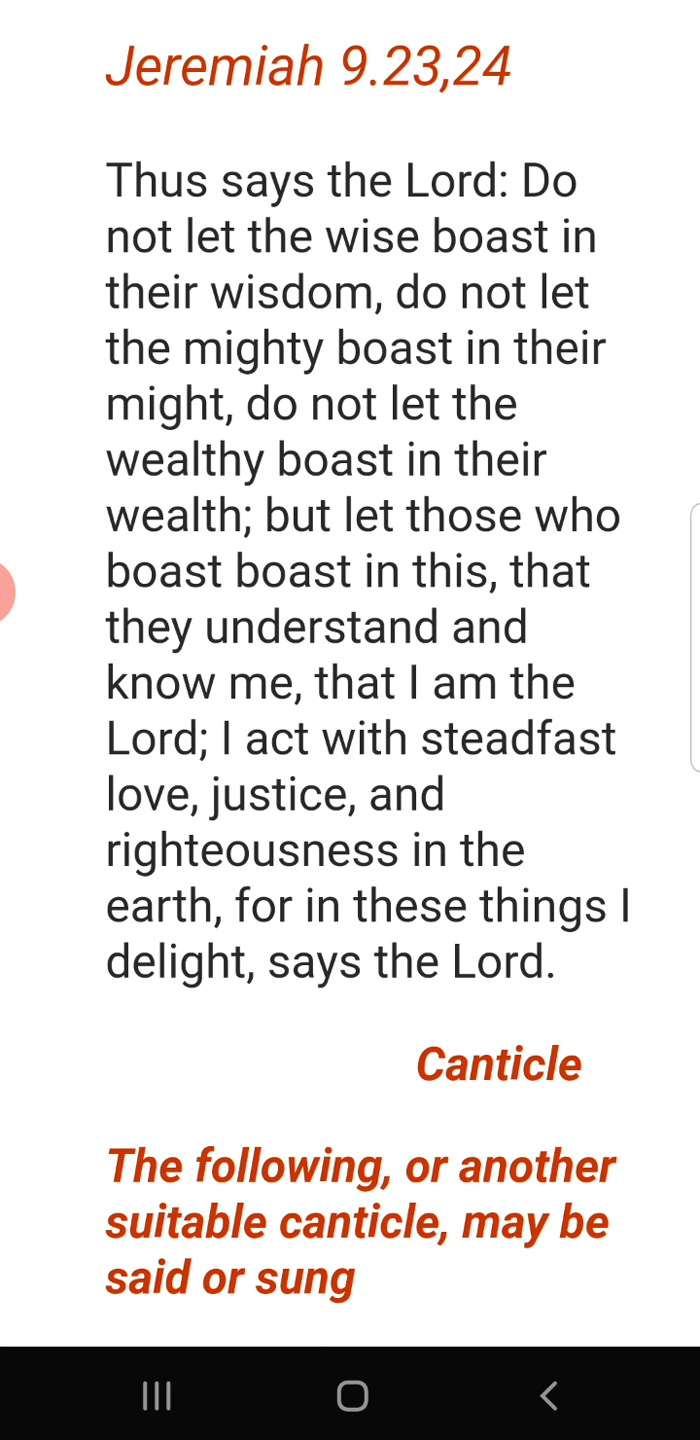 Jeremiah 9.23,24
Thus says the Lord: Do
not let the wise boast in
their wisdom, do not let
the mighty boast in their
might, do not let the
wealthy boast in their
wealth; but let those who
boast boast in this, that
they understand and
know me, that I am the
Lord; I act with steadfast
love, justice, and
righteousness in the
earth, for in these things I
delight, says the Lord.
Canticle
The following, or another
suitable canticle, may be
said or sung